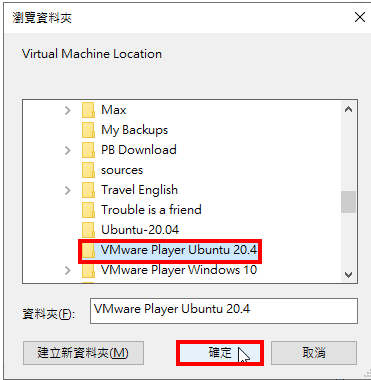 瀏覽資料夾
Virtual Machine Location
Max
My Backups
PB Download
sources
Travel English
Trouble is a friend
Ubuntu-20.04
VMware Player Ubuntu 20.4
VMware Player Windows 10
資料夾(F):
VMware Player Ubuntu 20.4
建立新資料夾(M)
確定
取消